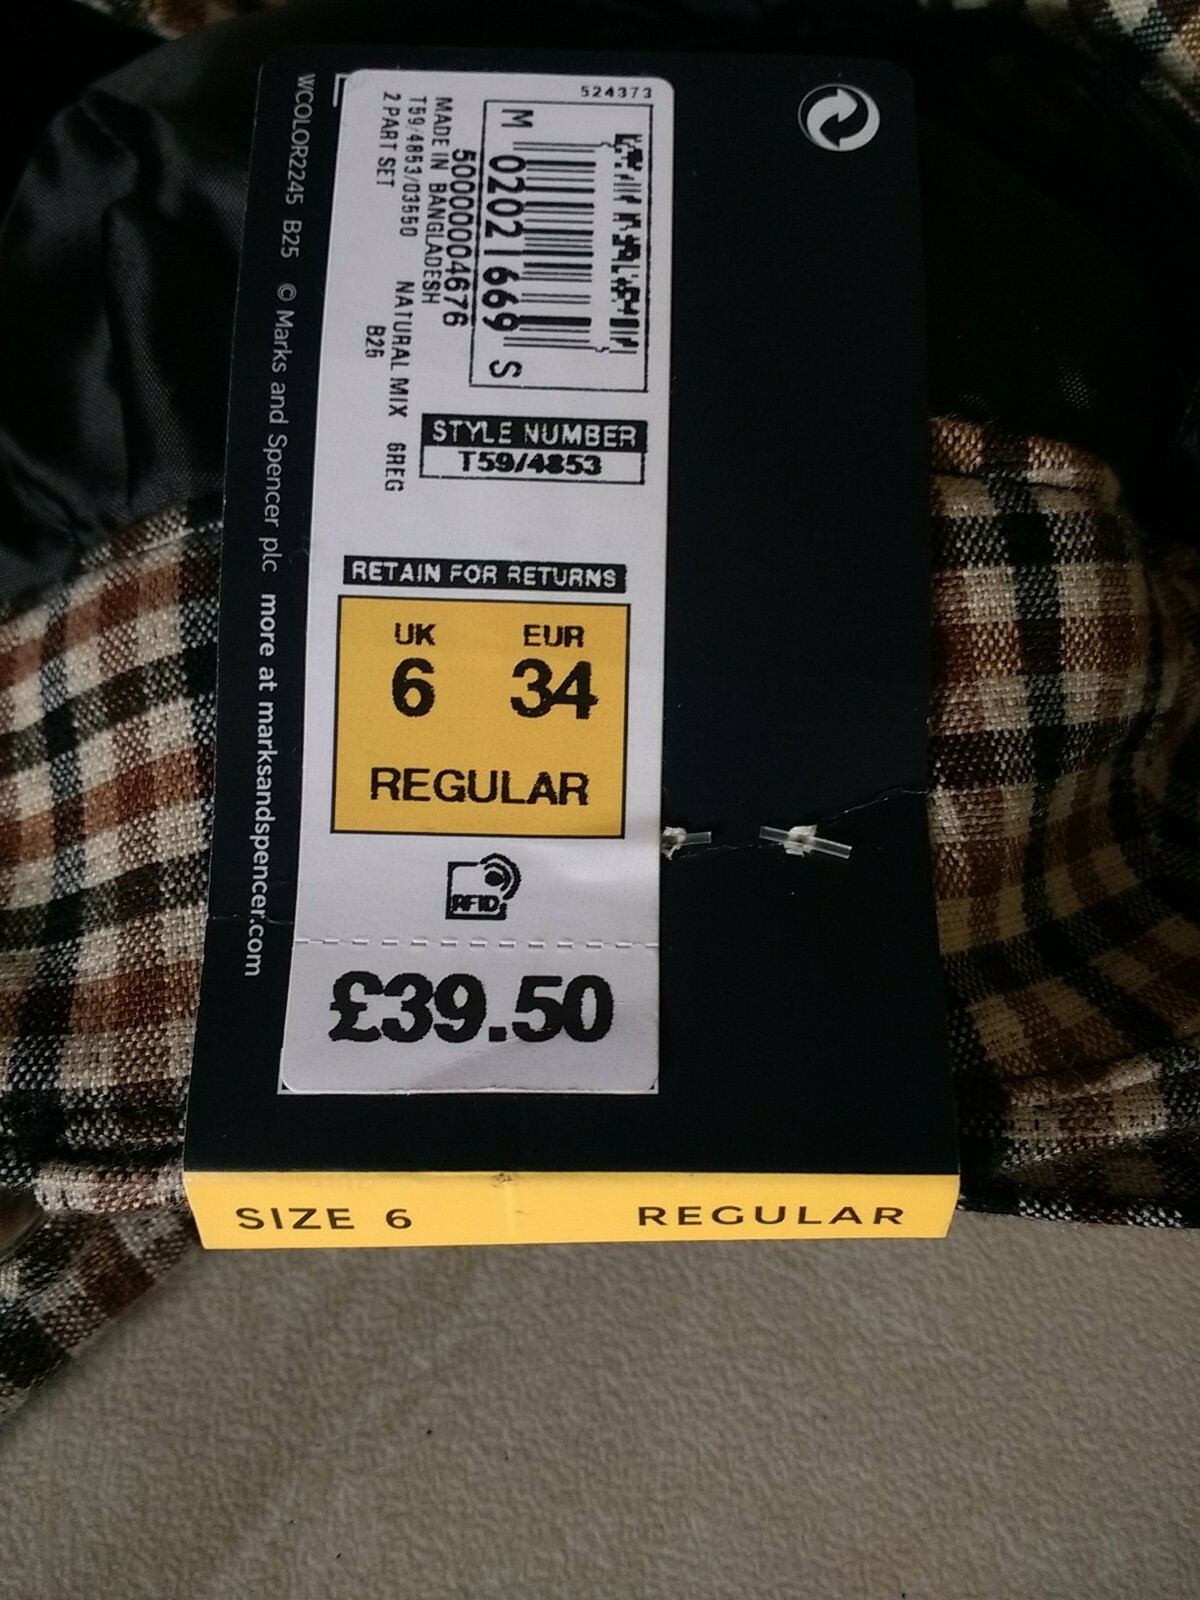 524373
M 02021669 S
5000004676
MADE IN BANGLADESH
T59/4853/03550 NATURAL MIX 6REG
2 PART SET B25
STYLE NUMBER
T59/4853
RETAIN FOR RETURNS
UK EUR
6 34
REGULAR
RFID
£39.50
WCOLOR2245 B25 © Marks and Spencer plc more at marksandspencer.com
SIZE 6 REGULAR